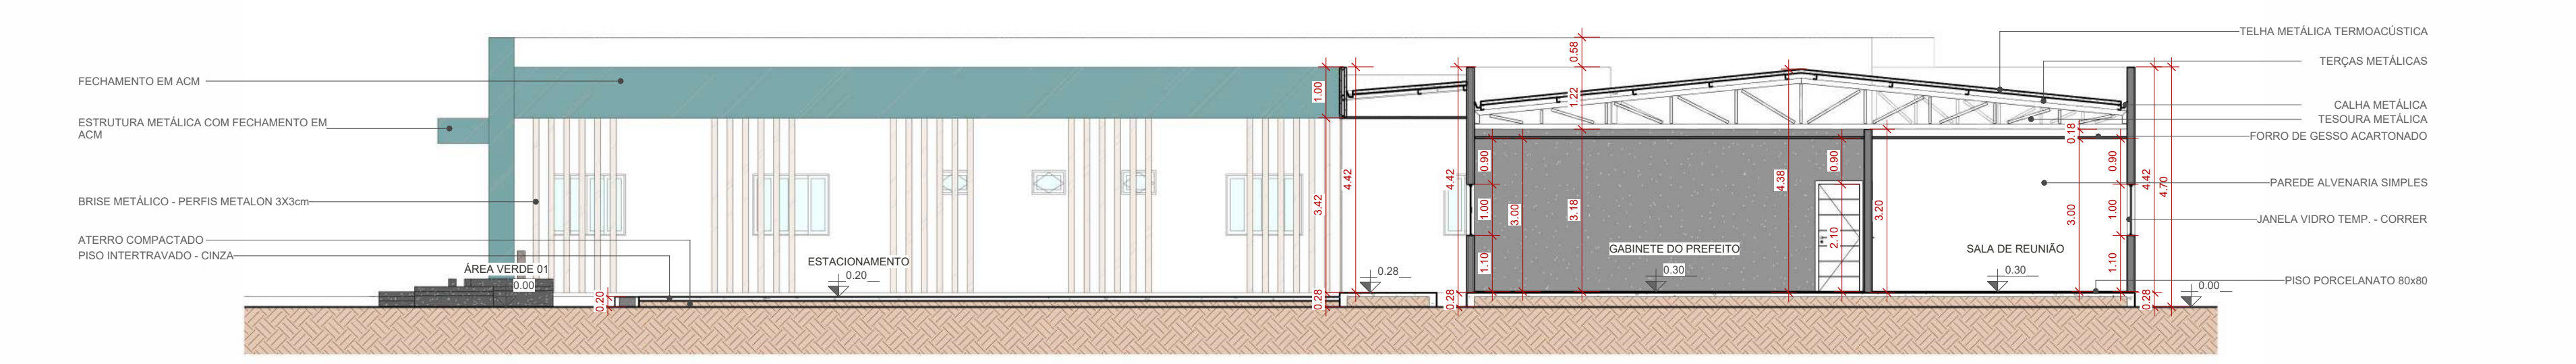 FECHAMENTO EM ACM
ESTRUTURA METÁLICA COM FECHAMENTO EM
ACM
BRISE METÁLICO - PERFIS METALON 3X3cm
ATERRO COMPACTADO
PISO INTERTRAVADO - CINZA
ÁREA VERDE 01
0.00
ESTACIONAMENTO
0.20
0.20
1.00
3.42
0.28
4.42
0.28
4.42
0.28
0.90
1.00
1.10
3.00
0.58
1.22
3.18
GABINETE DO PREFEITO
0.30
4.38
0.90
2.10
3.20
SALA DE REUNIÃO
0.30
0.18
3.00
0.90
1.00
1.10
4.42
0.28
4.70
0.00
TELHA METÁLICA TERMOACÚSTICA
TERÇAS METÁLICAS
CALHA METÁLICA
TESOURA METÁLICA
FORRO DE GESSO ACARTONADO
PAREDE ALVENARIA SIMPLES
JANELA VIDRO TEMP. - CORRER
PISO PORCELANATO 80x80